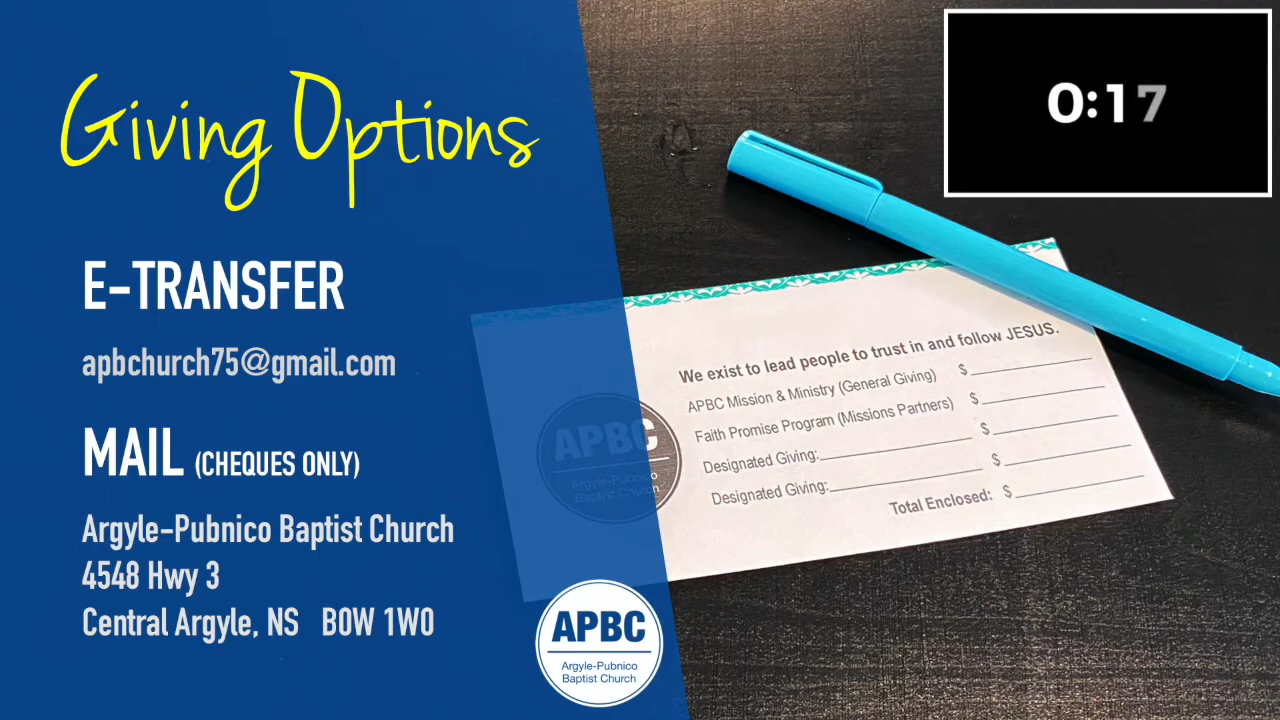 Giving Options
E-TRANSFER
apbchurch75@gmail.com
MAIL (CHEQUES ONLY)
Argyle-Pubnico Baptist Church
4548 Hwy 3
Central Argyle, NS B0W 1W0
APBC
Argyle-Pubnico
Baptist Church
0:17
We exist to lead people to trust in and follow JESUS.
APBC Mission & Ministry (General Giving) $
Faith Promise Program (Missions Partners) $
Designated Giving: $
Designated Giving: $
Total Enclosed: $
APBC
Argyle-Pubnico
Baptist Church